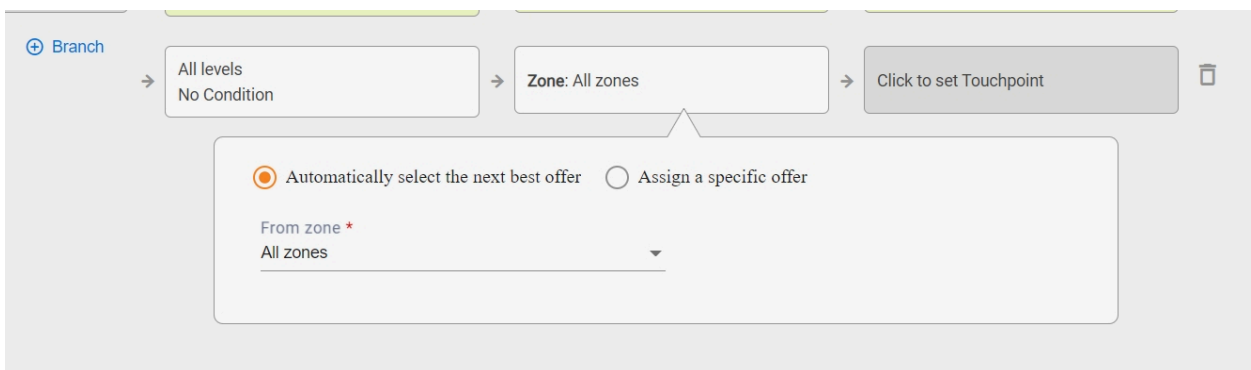 Branch
All levels
No Condition
Zone: All zones
Click to set Touchpoint
Automatically select the next best offer
Assign a specific offer
From zone *
All zones